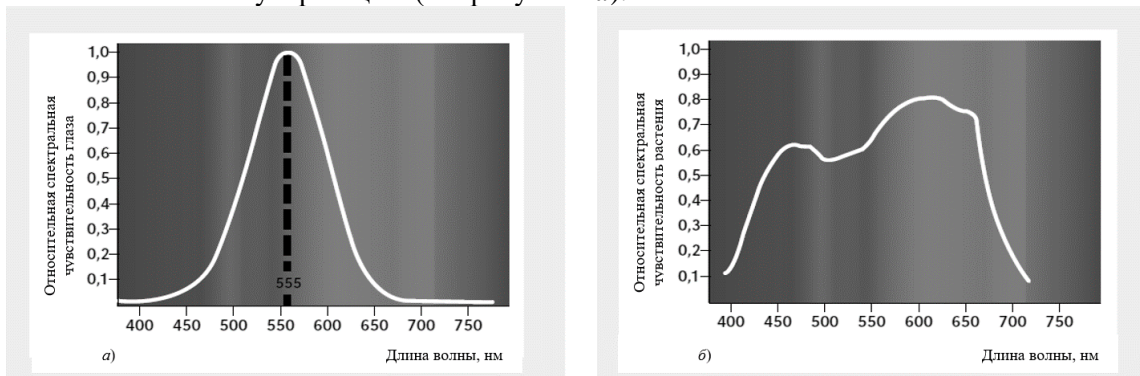 Относительная спектральная
чувствительность глаза
1,0
0,9
0,8
0,7
0,6
0,5
0,4
0,3
0,2
0,1
555
400 450 500 550 600 650 700 750
а)
Длина волны, нм
Относительная спектральная
чувствительность растения
1,0
0,9
0,8
0,7
0,6
0,5
0,4
0,3
0,2
0,1
400 450 500 550 600 650 700 750
б)
Длина волны, нм